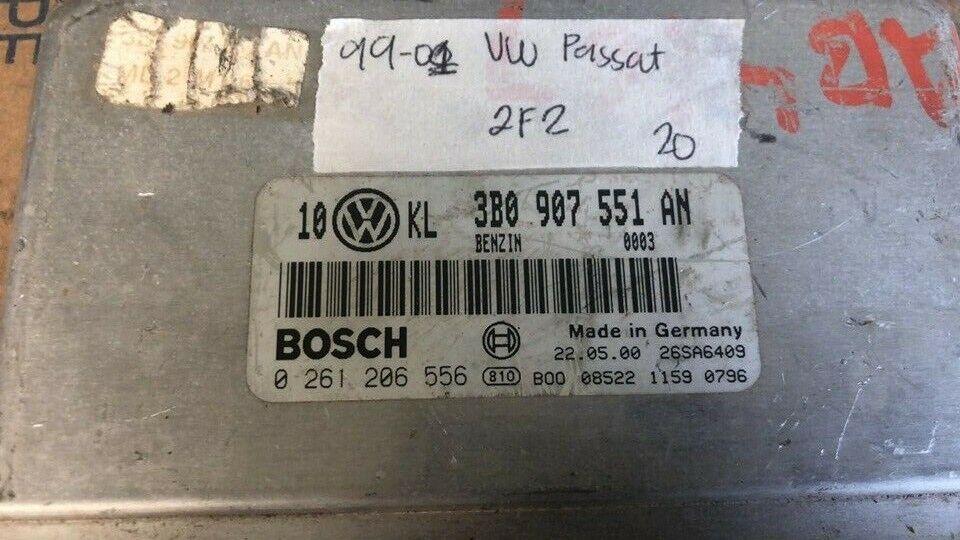 99-01 VW Passat
2F2
20
10 VW KL 3B0 907 551 AN
BENZIN 0003
BOSCH
Made in Germany
22.05.00 26SA6409
0 261 206 556 810 B00 08522 1159 0796